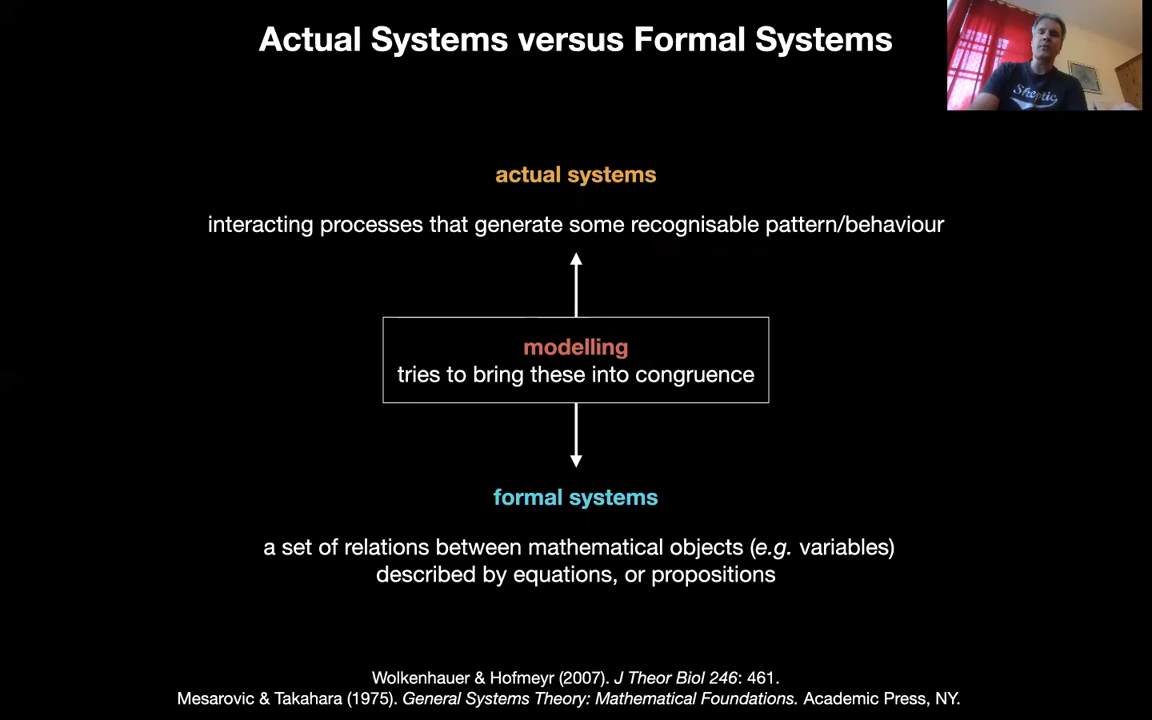 Actual Systems versus Formal Systems
Skeptic
actual systems
interacting processes that generate some recognisable pattern/behaviour
modelling
tries to bring these into congruence
formal systems
a set of relations between mathematical objects (e.g. variables)
described by equations, or propositions
Wolkenhauer & Hofmeyr (2007). J Theor Biol 246: 461.
Mesarovic & Takahara (1975). General Systems Theory: Mathematical Foundations. Academic Press, NY.